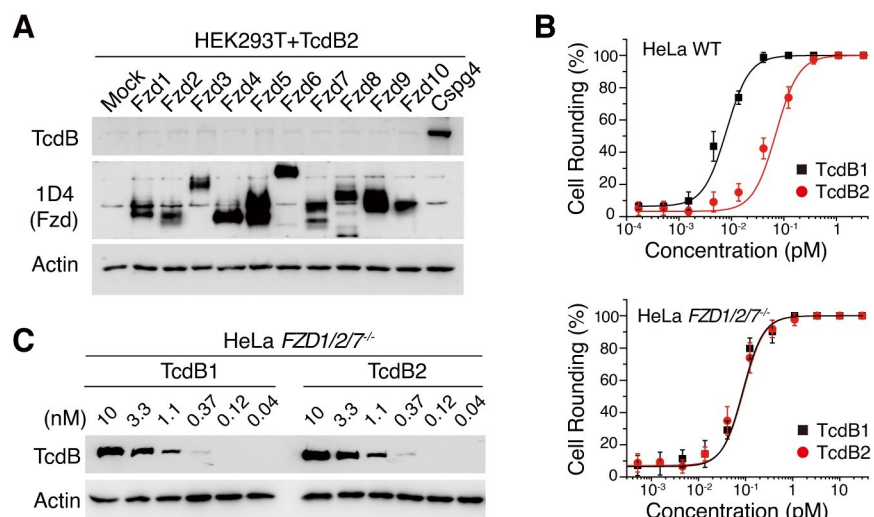 A
HEK293T+TcdB2
Mock Fzd1 Fzd2 Fzd3 Fzd4 Fzd5 Fzd6 Fzd7 Fzd8 Fzd9 Fzd10 Cspg4
TcdB
1D4
(Fzd)
Actin
B
HeLa WT
Cell Rounding (%)
100
80
60
40
20
0
TcdB1
TcdB2
10⁻⁴ 10⁻³ 10⁻² 10⁻¹ 1
Concentration (pM)
C
HeLa FZD1/2/7⁻/⁻
TcdB1 TcdB2
(nM) 10 3.3 1.1 0.37 0.12 0.04 10 3.3 1.1 0.37 0.12 0.04
TcdB
Actin
HeLa FZD1/2/7⁻/⁻
Cell Rounding (%)
100
80
60
40
20
0
TcdB1
TcdB2
10⁻³ 10⁻² 10⁻¹ 1 10
Concentration (pM)